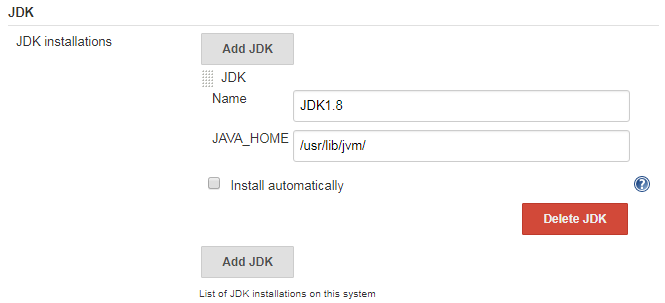 JDK
JDK installations
Add JDK
JDK
Name
JDK1.8
JAVA_HOME
/usr/lib/jvm/
Install automatically
?
Delete JDK
Add JDK
List of JDK installations on this system